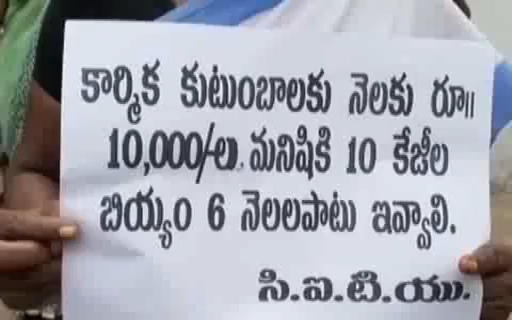 కార్మిక కుటుంబాలకు నెలకు రూ॥
10,000/-లు. మనిషికి 10 కేజీల
బియ్యం 6 నెలలపాటు ఇవ్వాలి.
సి.ఐ.టి.యు.